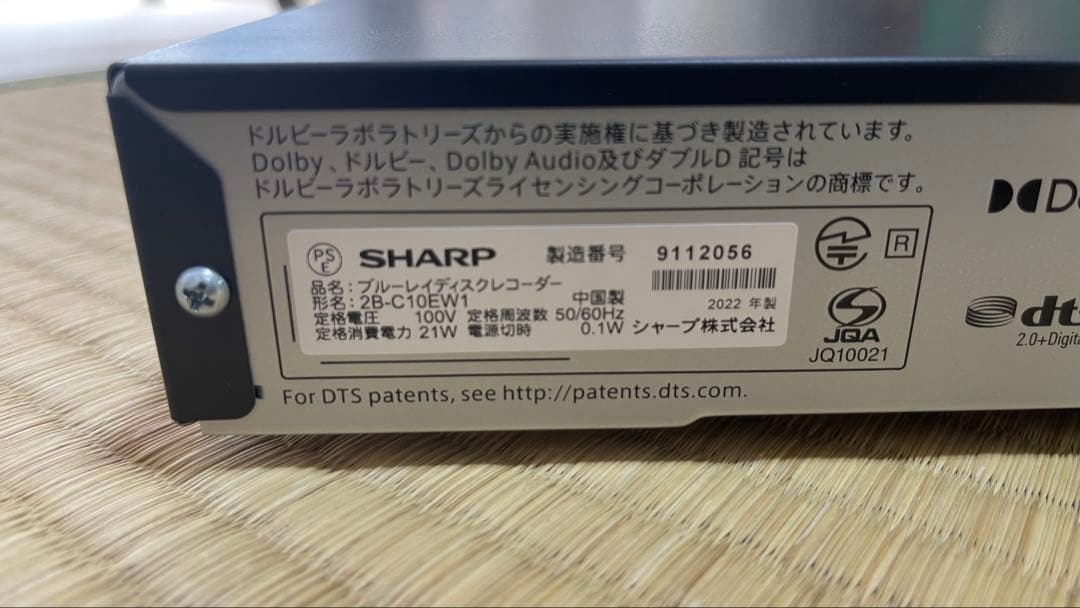 ドルビーラボラトリーズからの実施権に基づき製造されています。
Dolby、ドルビー、Dolby Audio及びダブルD 記号は
ドルビーラボラトリーズライセンシングコーポレーションの商標です。
PS
E
SHARP 製造番号 9112056
品名：ブルーレイディスクレコーダー
形名：2B-C10EW1 中国製 2022 年製
定格電圧 100V 定格周波数 50/60Hz
定格消費電力 21W 電源切時 0.1W シャープ株式会社
R
JQA
JQ10021
dts
2.0+Digita
For DTS patents, see http://patents.dts.com.